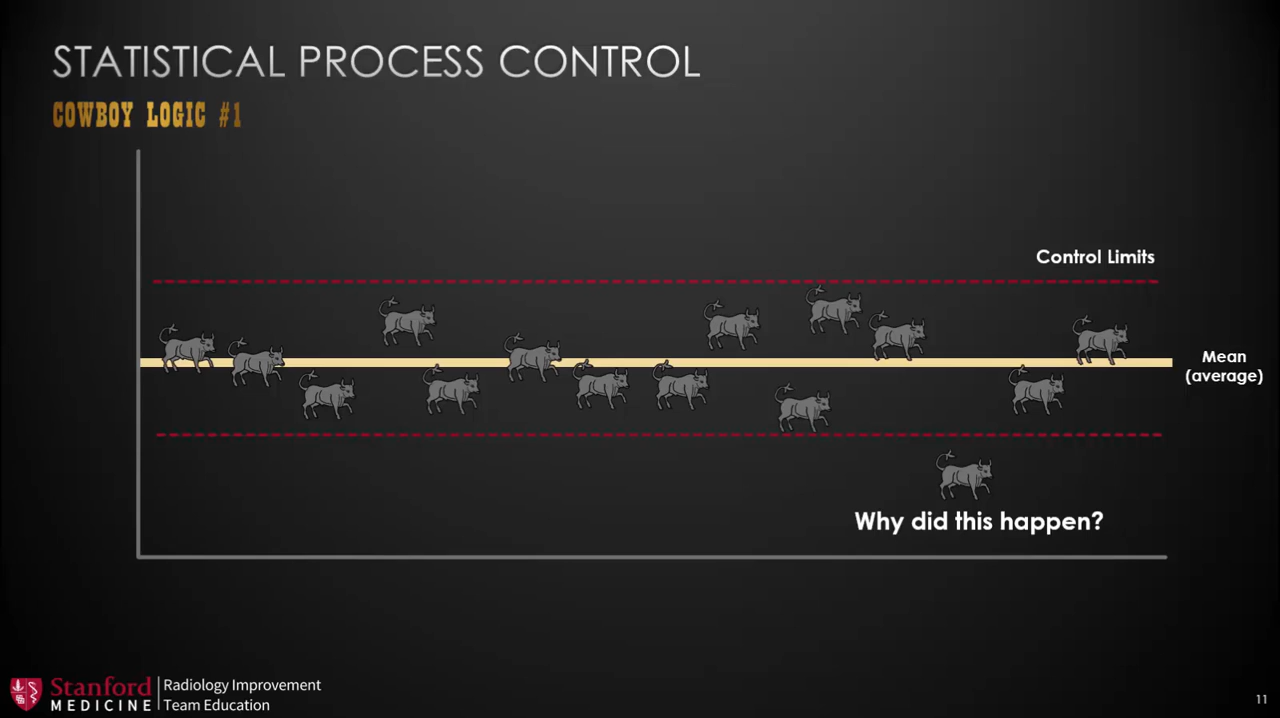 STATISTICAL PROCESS CONTROL
COWBOY LOGIC #1
Control Limits
Mean
(average)
Why did this happen?
Stanford
MEDICINE
Radiology Improvement
Team Education
11